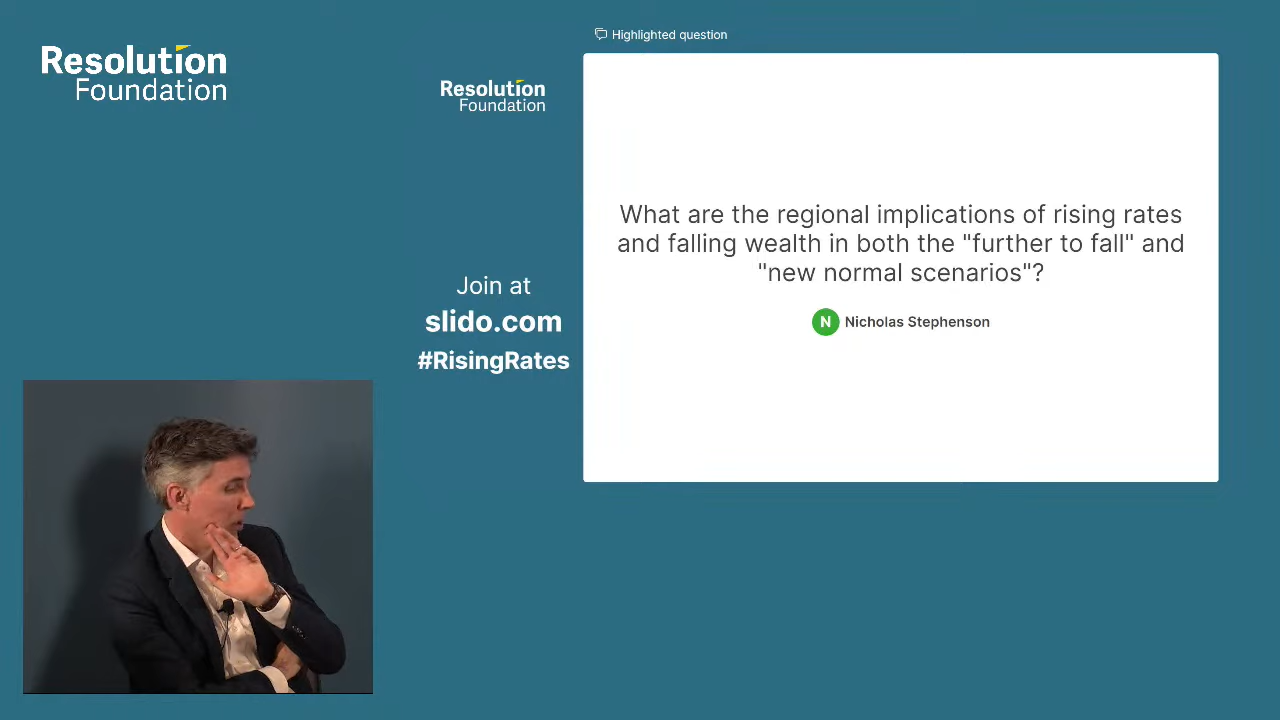 Resolution
Foundation
Highlighted question
Resolution
Foundation
What are the regional implications of rising rates
and falling wealth in both the "further to fall" and
"new normal scenarios"?
N Nicholas Stephenson
Join at
slido.com
#RisingRates